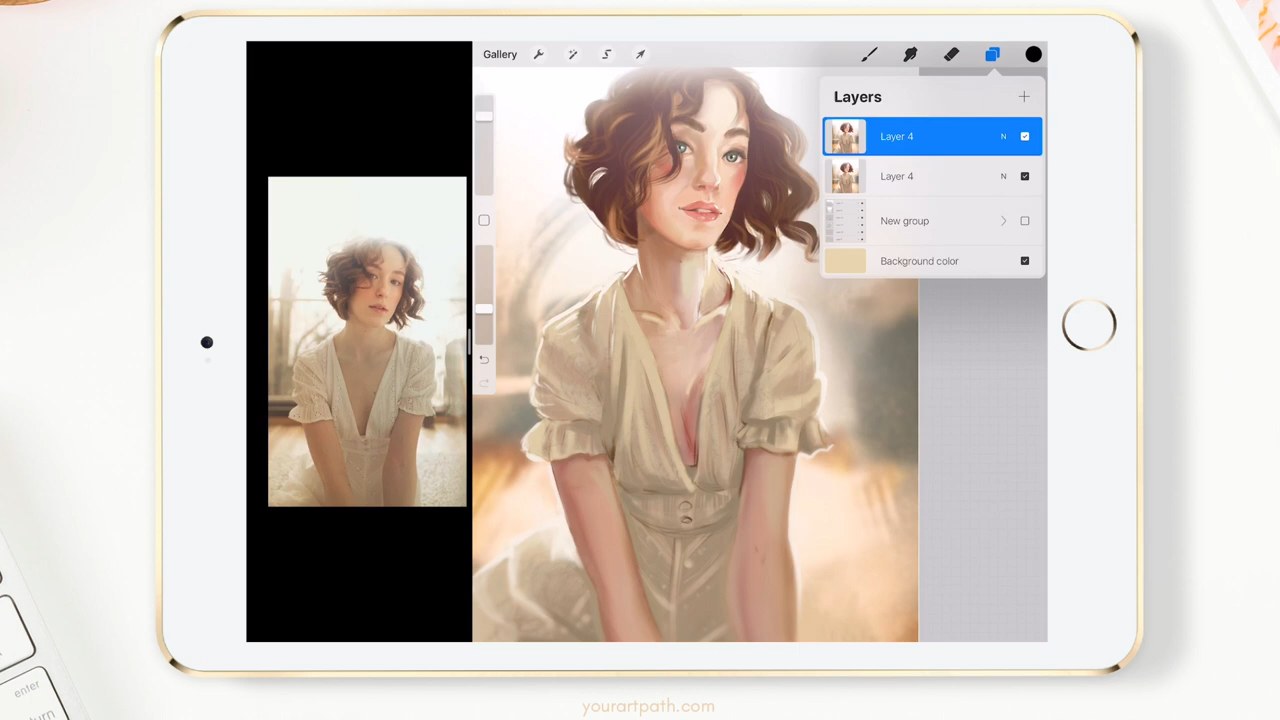 Gallery
Layers
Layer 4 N
Layer 4 N
New group
Background color
enter
yourartpath.com